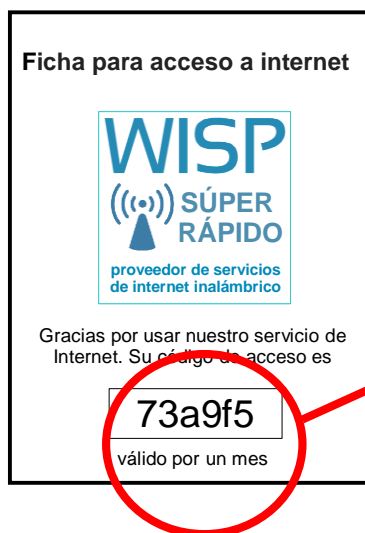 Ficha para acceso a internet
WISP
SÚPER
RÁPIDO
proveedor de servicios
de internet inalámbrico
Gracias por usar nuestro servicio de
Internet. Su código de acceso es
73a9f5
válido por un mes